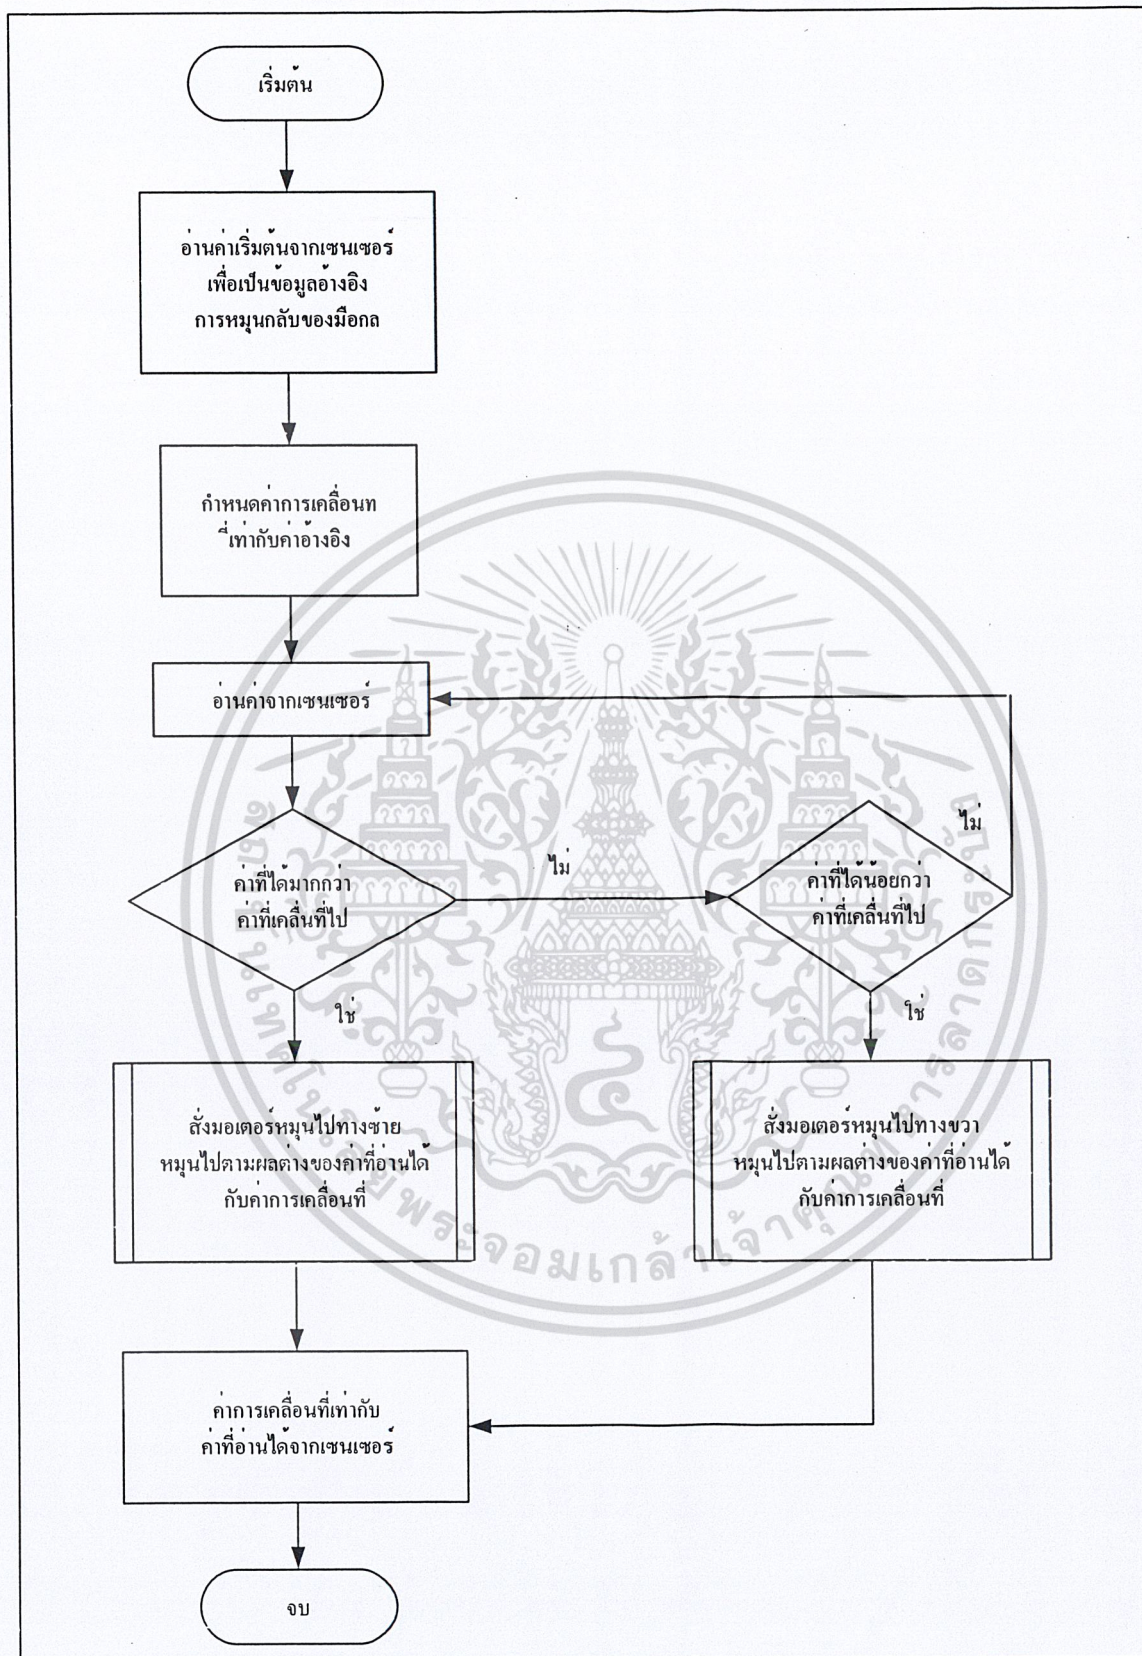 เริ่มต้น
อ่านค่าเริ่มต้นจากเซนเซอร์
เพื่อเป็นข้อมูลอ้างอิง
การหมุนกลับของมือกล
กำหนดค่าการเคลื่อนท
ี่เท่ากับค่าอ้างอิง
อ่านค่าจากเซนเซอร์
ค่าที่ได้มากกว่า
ค่าที่เคลื่นที่ไป
ไม่
ค่าที่ได้น้อยกว่า
ค่าที่เคลื่นที่ไป
ไม่
ใช่
ใช่
สั่งมอเตอร์หมุนไปทางซ้าย
หมุนไปตามผลต่างของค่าที่อ่านได้
กับค่าการเคลื่อนที่
สั่งมอเตอร์หมุนไปทางขวา
หมุนไปตามผลต่างของค่าที่อ่านได้
กับค่าการเคลื่อนที่
ค่าการเคลื่อนที่เท่ากับ
ค่าที่อ่านได้จากเซนเซอร์
จบ
พระจอมเกล้าเจ้าคุณทหารลาดกระบัง